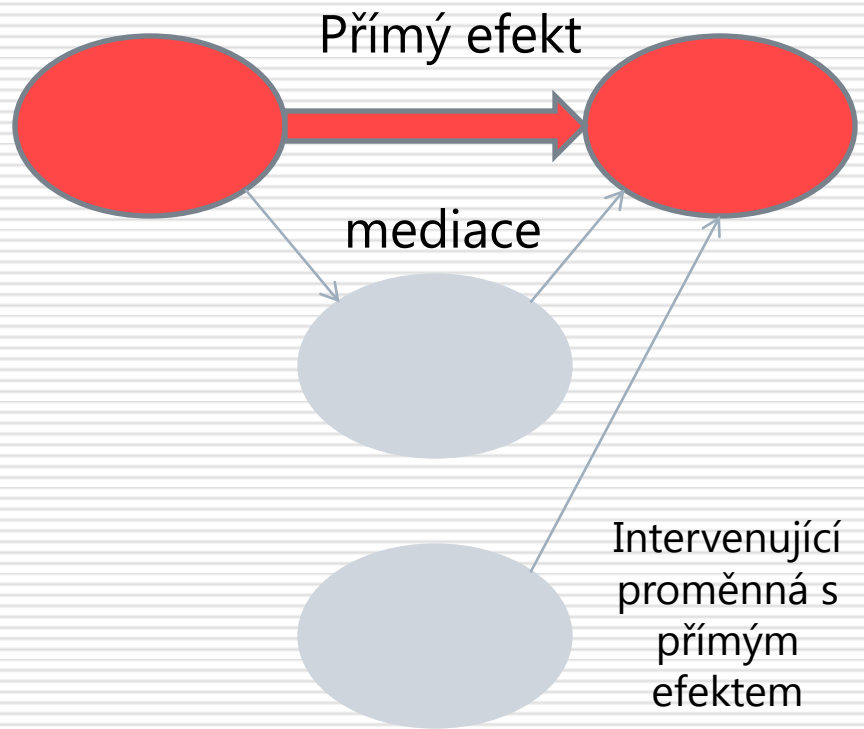 Přímý efekt
mediace
Intervenující
proměnná s
přímým
efektem